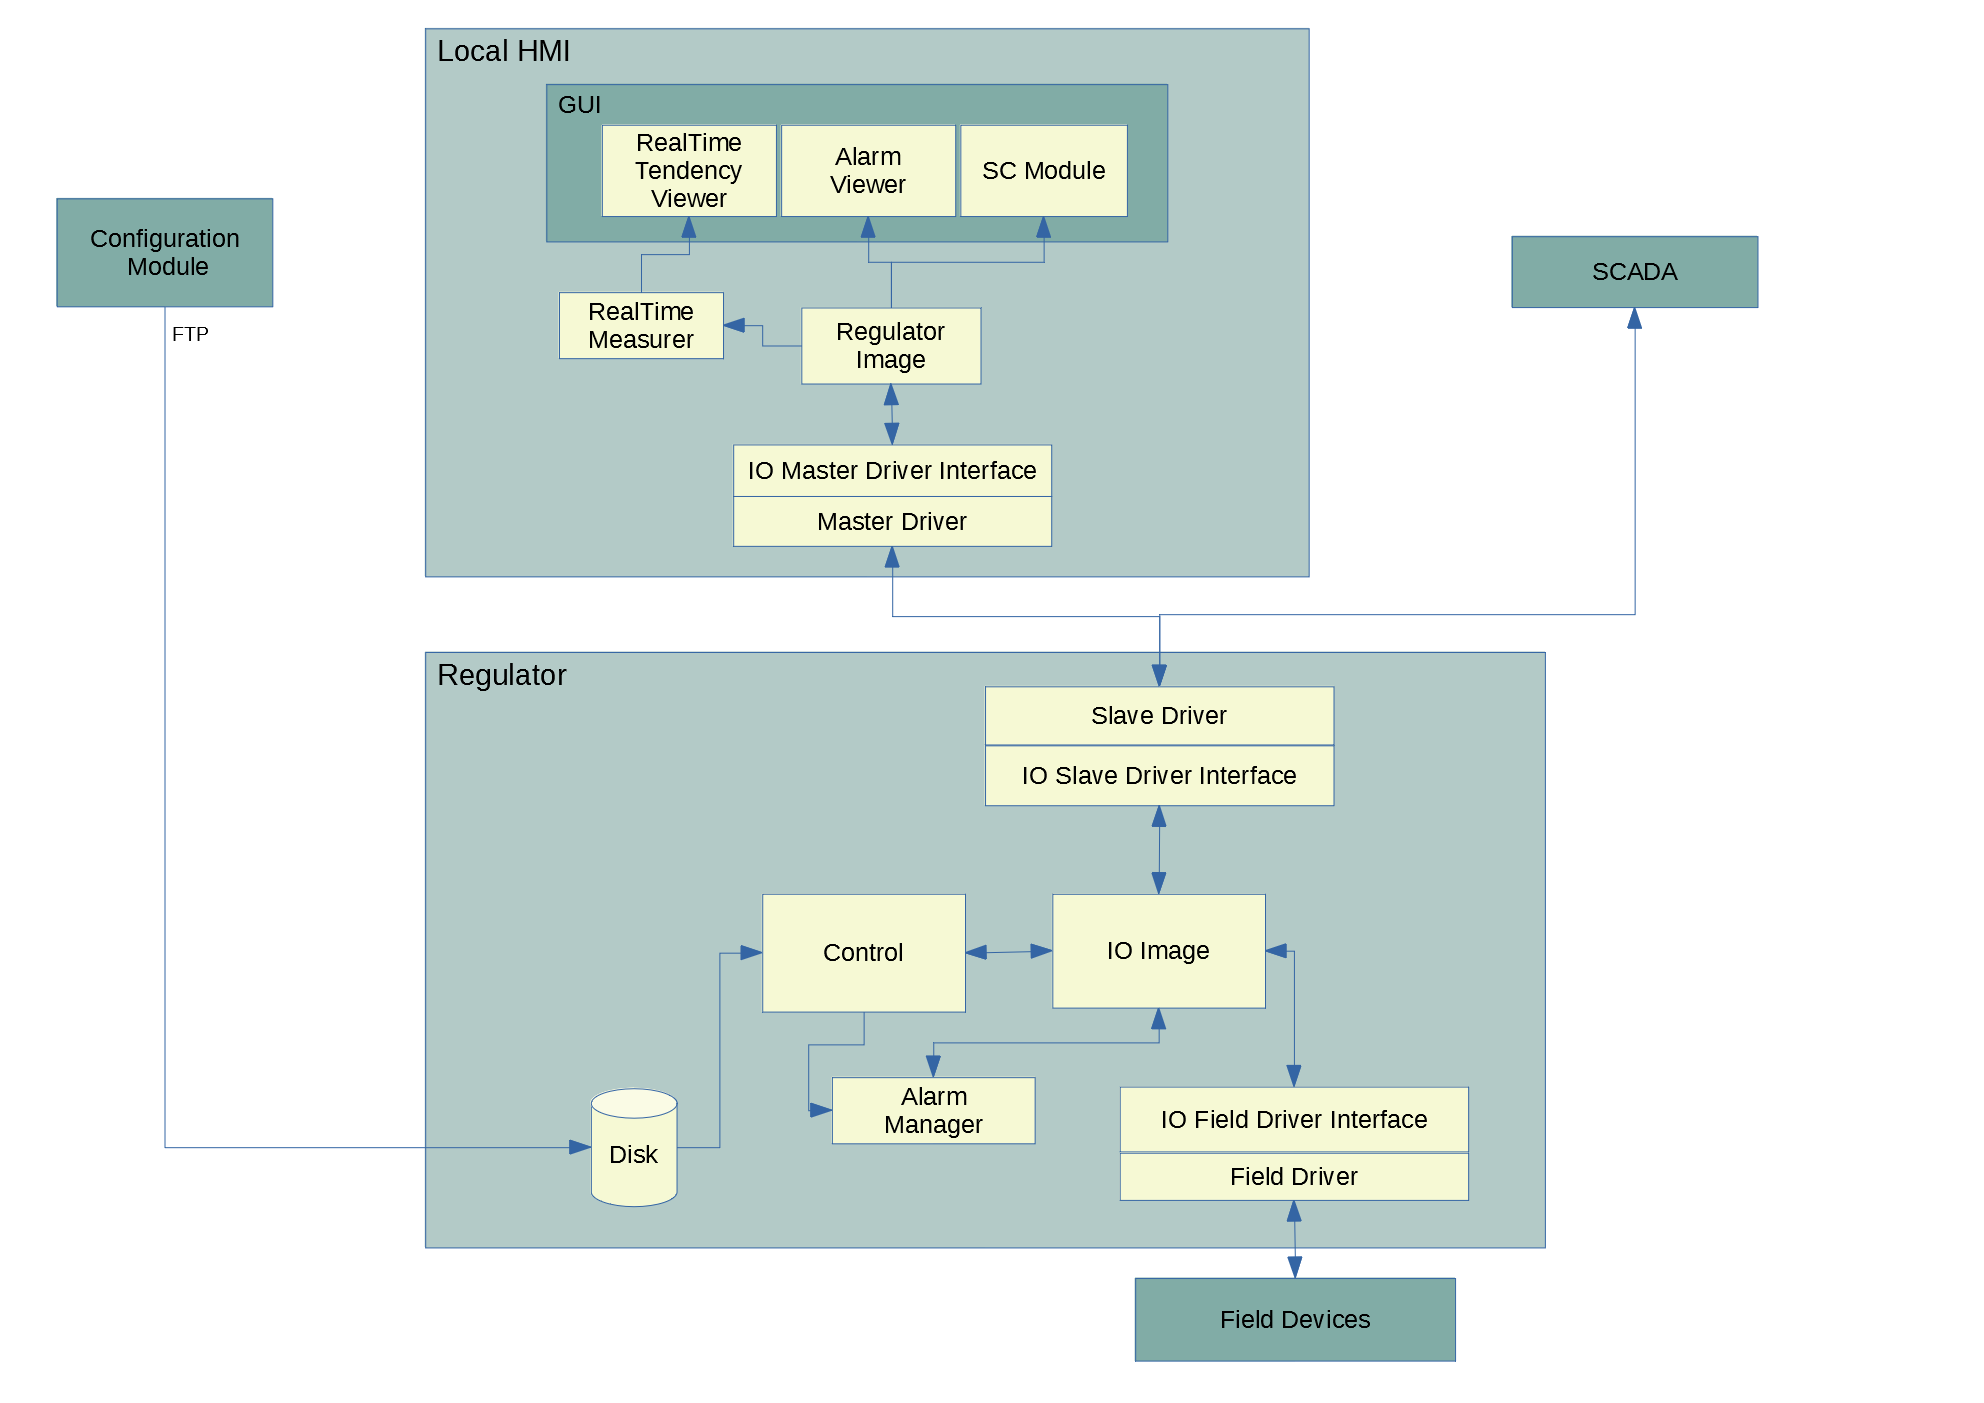 Local HMI
GUI
RealTime
Tendency
Viewer
Alarm
Viewer
SC Module
Configuration
Module
FTP
SCADA
RealTime
Measurer
Regulator
Image
IO Master Driver Interface
Master Driver
Regulator
Slave Driver
IO Slave Driver Interface
Control
IO Image
Alarm
Manager
Disk
IO Field Driver Interface
Field Driver
Field Devices